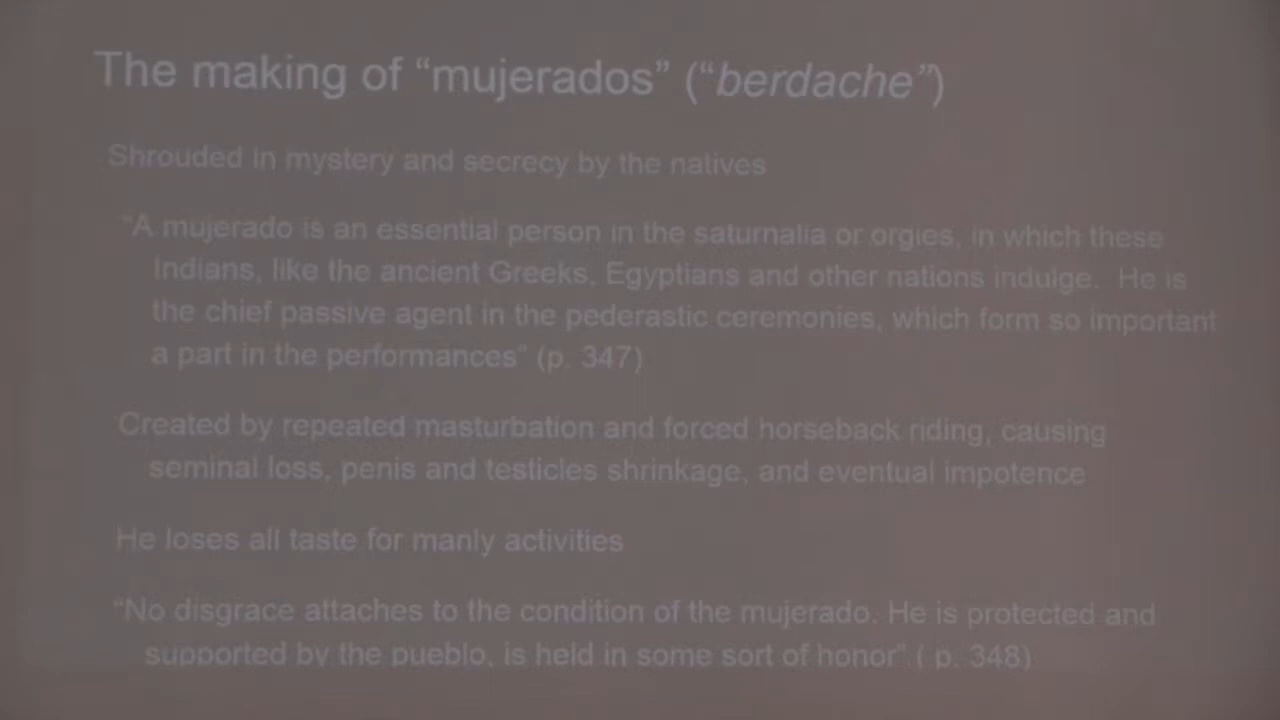 The making of “mujerados” (“berdache”)
Shrouded in mystery and secrecy by the natives
“A mujerado is an essential person in the saturnalia or orgies, in which these
Indians, like the ancient Greeks, Egyptians and other nations indulge.  He is
the chief passive agent in the pederastic ceremonies, which form so important
a part in the performances” (p. 347)
Created by repeated masturbation and forced horseback riding, causing
seminal loss, penis and testicles shrinkage, and eventual impotence
He loses all taste for manly activities
“No disgrace attaches to the condition of the mujerado. He is protected and
supported by the pueblo, is held in some sort of honor” ( p. 348)